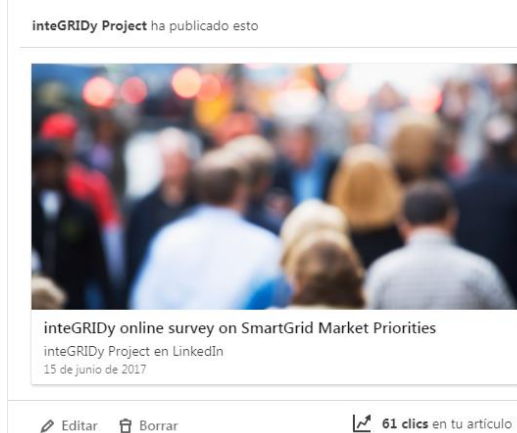 inteGRIDy Project ha publicado esto
inteGRIDy online survey on SmartGrid Market Priorities
inteGRIDy Project en LinkedIn
15 de junio de 2017
Editar Borrar 61 clics en tu artículo